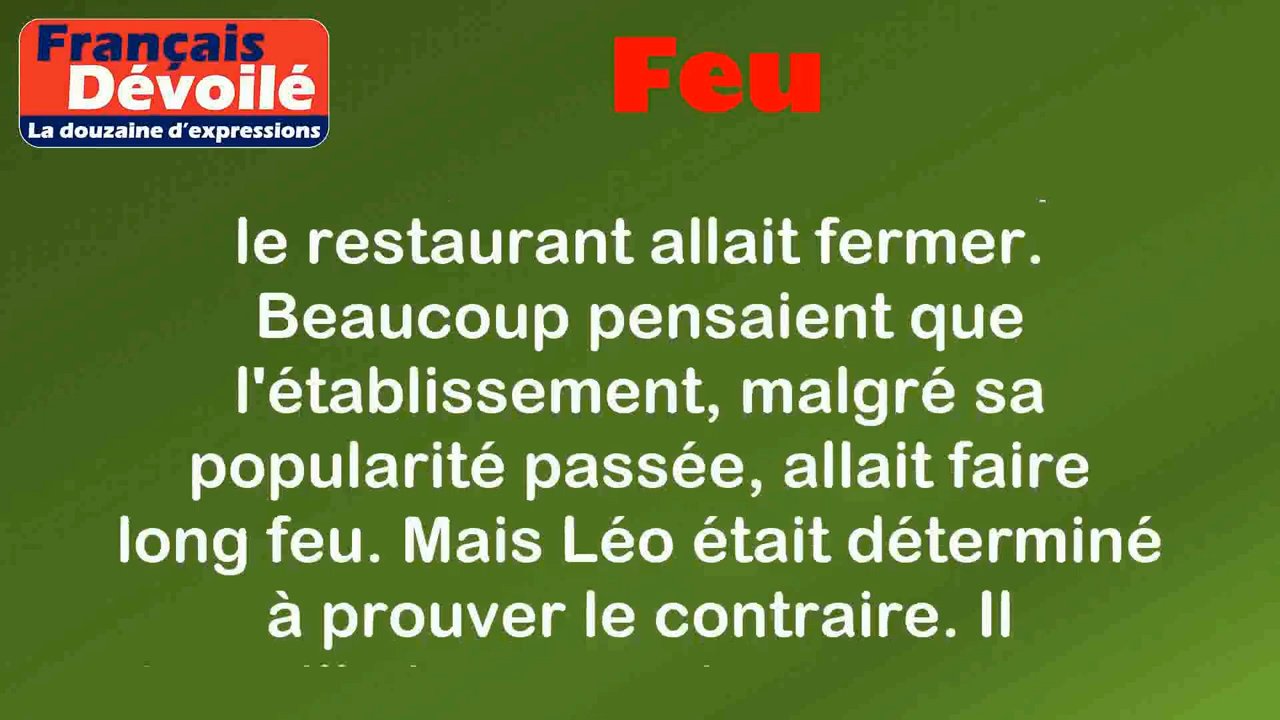 Français
Dévoilé
La douzaine d'expressions
Feu
le restaurant allait fermer.
Beaucoup pensaient que
l'établissement, malgré sa
popularité passée, allait faire
long feu. Mais Léo était déterminé
à prouver le contraire. Il